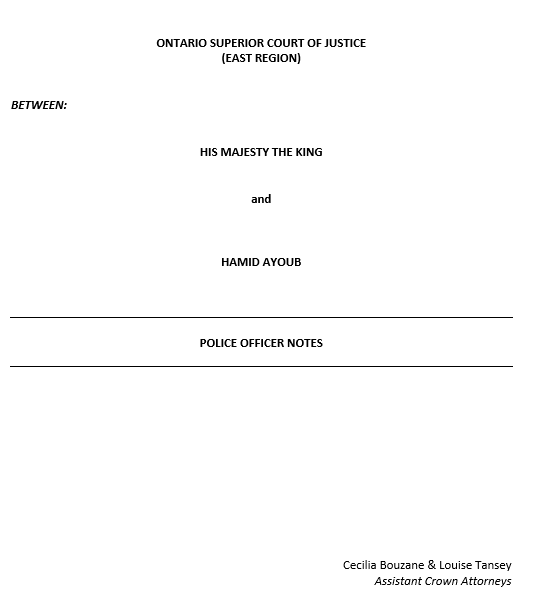 ONTARIO SUPERIOR COURT OF JUSTICE
(EAST REGION)
BETWEEN:
HIS MAJESTY THE KING
and
HAMID AYOUB
POLICE OFFICER NOTES
Cecilia Bouzane & Louise Tansey
Assistant Crown Attorneys